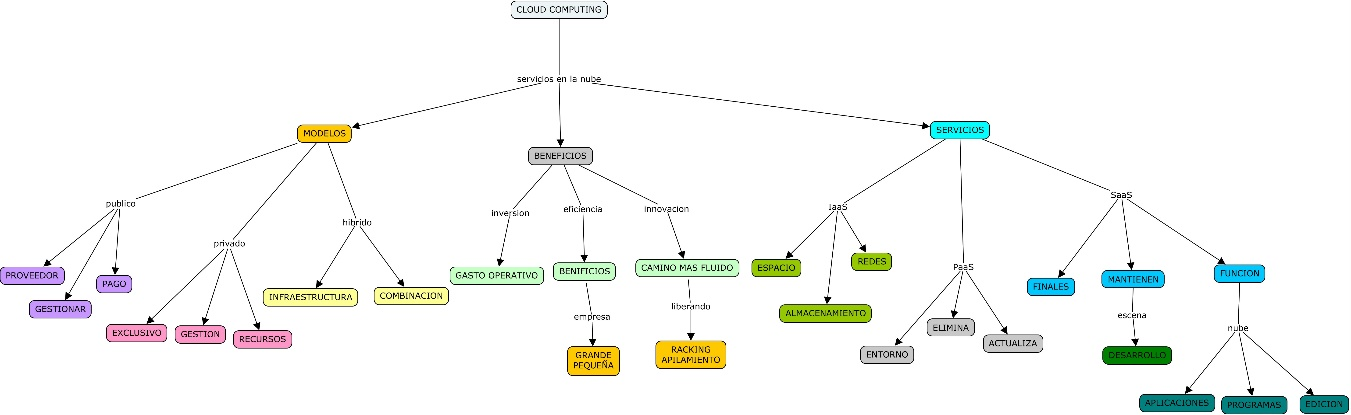 CLOUD COMPUTING
servicios en la nube
MODELOS
BENEFICIOS
SERVICIOS
publico
privado
hibrido
inversion
eficiencia
innovacion
IaaS
PaaS
SaaS
PROVEEDOR
GESTIONAR
PAGO
EXCLUSIVO
GESTION
RECURSOS
INFRAESTRUCTURA
COMBINACION
GASTO OPERATIVO
BENIFICIOS
CAMINO MAS FLUIDO
empresa
liberando
GRANDE
PEQUEÑA
RACKING
APILAMIENTO
ESPACIO
ALMACENAMIENTO
REDES
ENTORNO
ELIMINA
ACTUALIZA
FINALES
MANTIENEN
FUNCION
escena
nube
DESARROLLO
APLICACIONES
PROGRAMAS
EDICION